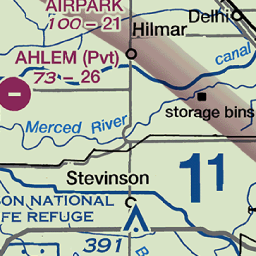 AIRPARK
100 - 21
Delhi
Hilmar
AHLEM (Pvt)
73 - 26
canal
storage bins
Merced River
11
Stevinson
SON NATIONAL
FE REFUGE
391